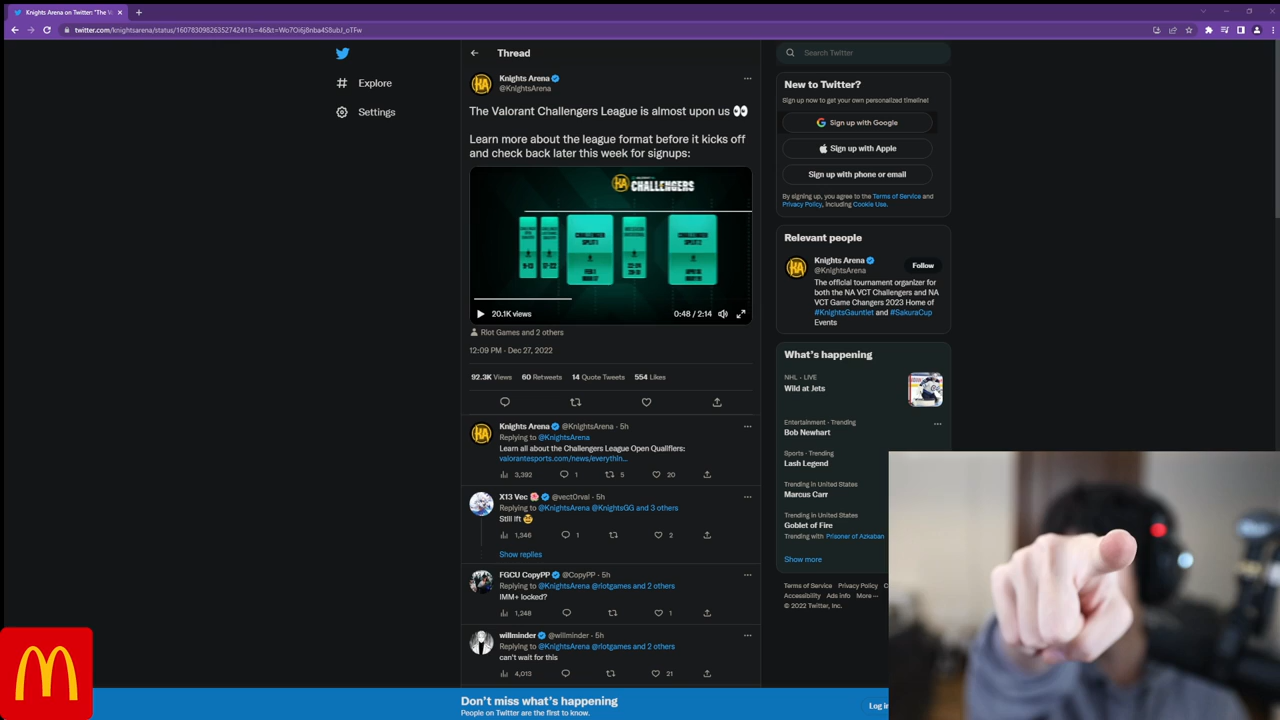 Knights Arena on Twitter: "The V
twitter.com/knightsarena/status/1607830982635274241?s=46&t=Wo7Oi6j8nba4S8ubJ_oTFw
Explore
Settings
Thread
Knights Arena
@KnightsArena
The Valorant Challengers League is almost upon us 👀
Learn more about the league format before it kicks off
and check back later this week for signups:
KA CHALLENGERS
20.1K views
0:48 / 2:14
Riot Games and 2 others
12:09 PM · Dec 27, 2022
92.3K Views 60 Retweets 14 Quote Tweets 554 Likes
Knights Arena @KnightsArena · 5h
Replying to @KnightsArena
Learn all about the Challengers League Open Qualifiers:
valorantesports.com/news/everythin…
3,392 1 5 20
X13 Vec @vect0rval · 5h
Replying to @KnightsArena @KnightsGG and 3 others
Still lft
1,346 1 2
Show replies
FGCU CopyPP @CopyPP · 5h
Replying to @KnightsArena @riotgames and 2 others
IMM+ locked?
1,248 1
willminder @willminder · 5h
Replying to @KnightsArena @riotgames and 2 others
can't wait for this
4,013 21
Search Twitter
New to Twitter?
Sign up now to get your own personalized timeline!
Sign up with Google
Sign up with Apple
Sign up with phone or email
By signing up, you agree to the Terms of Service and
Privacy Policy, including Cookie Use.
Relevant people
Knights Arena
@KnightsArena
Follow
The official tournament organizer for
both the NA VCT Challengers and NA
VCT Game Changers 2023 Home of
#KnightsGauntlet and #SakuraCup
Events
What's happening
NHL · LIVE
Wild at Jets
Entertainment · Trending
Bob Newhart
Sports · Trending
Lash Legend
Trending in United States
Marcus Carr
Trending in United States
Goblet of Fire
Trending with Prisoner of Azkaban
Show more
Terms of Service Privacy Policy C
Accessibility Ads info More ···
© 2022 Twitter, Inc.
Don't miss what's happening
People on Twitter are the first to know.
Log in